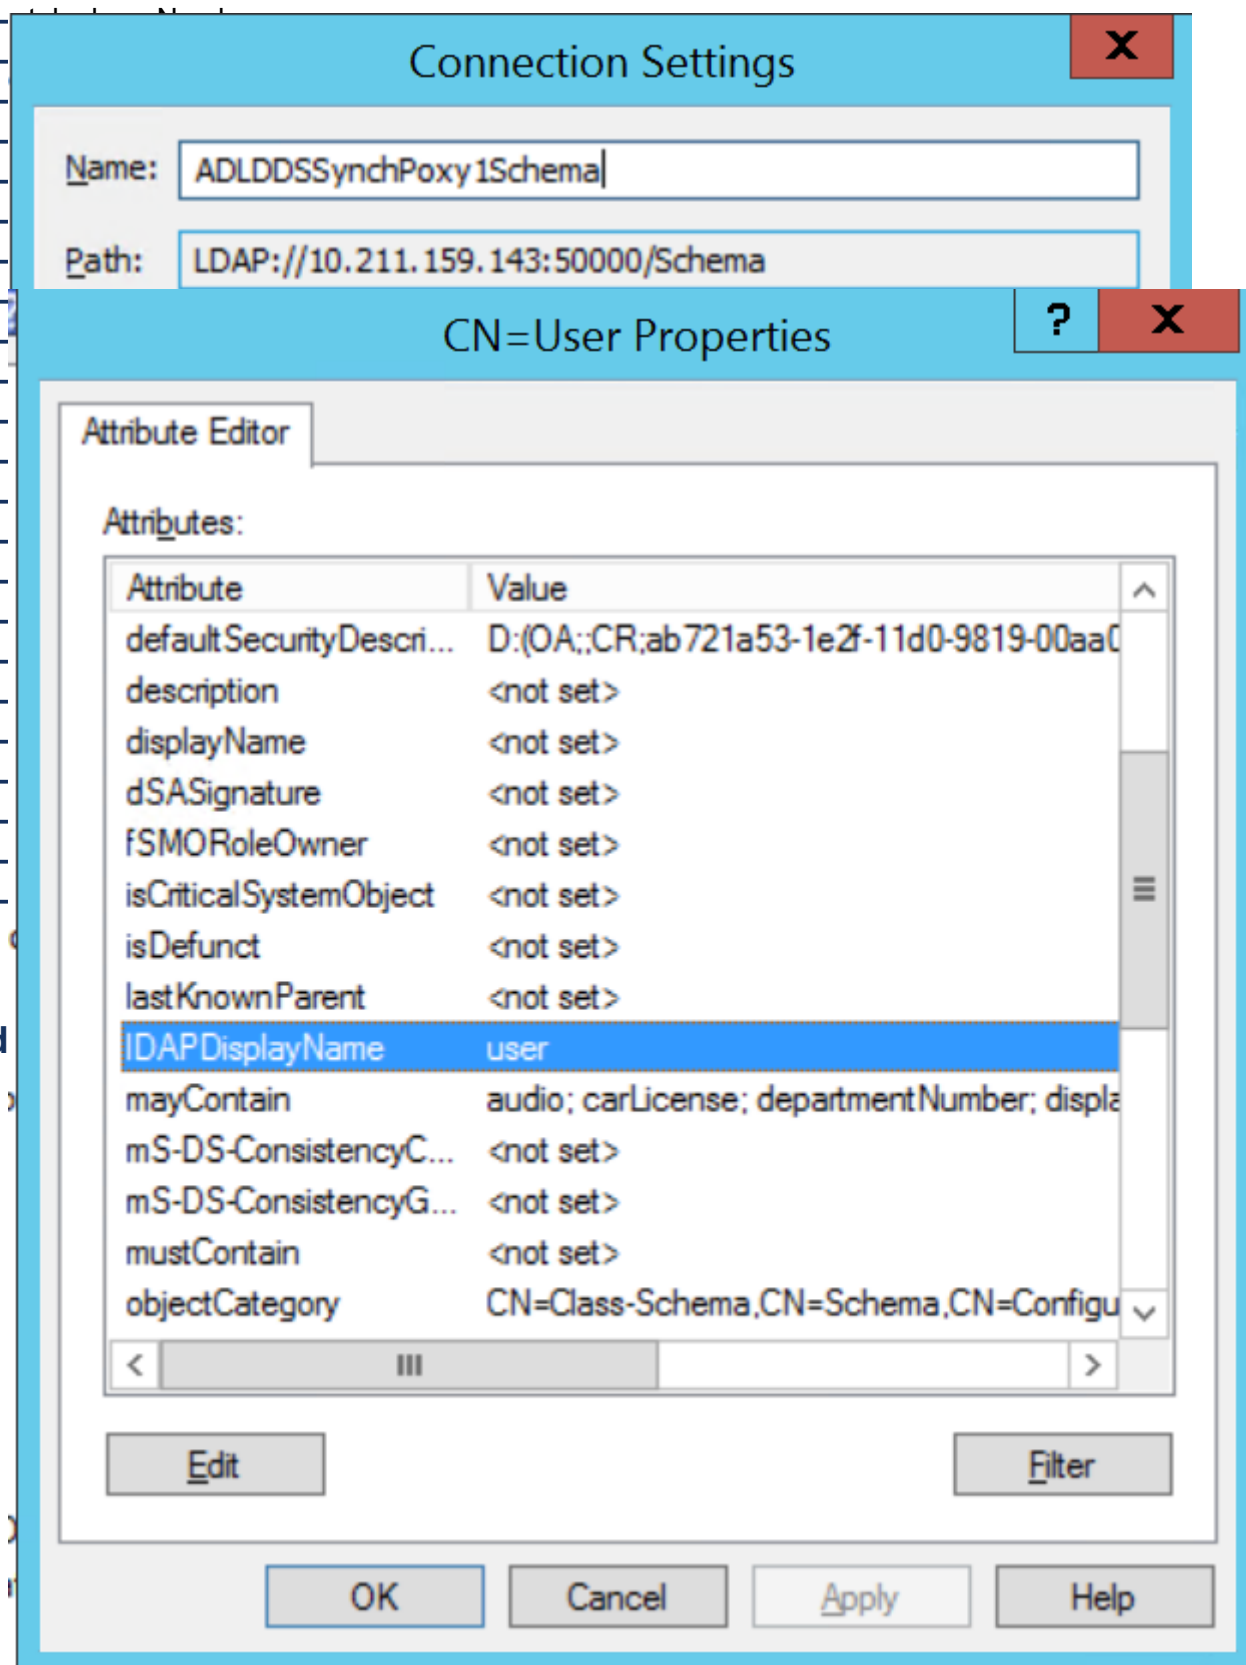 Connection Settings
X
Name: ADLDDSSynchPoxy1Schema
Path: LDAP://10.211.159.143:50000/Schema
CN=User Properties ? X
Attribute Editor
Attributes:
Attribute Value
defaultSecurityDescri... D:(OA;;CR;ab721a53-1e2f-11d0-9819-00aa0
description <not set>
displayName <not set>
dSASignature <not set>
fSMORoleOwner <not set>
isCriticalSystemObject <not set>
isDefunct <not set>
lastKnownParent <not set>
lDAPDisplayName user
mayContain audio; carLicense; departmentNumber; displa
mS-DS-ConsistencyC... <not set>
mS-DS-ConsistencyG... <not set>
mustContain <not set>
objectCategory CN=Class-Schema,CN=Schema,CN=Configu
Edit Filter
OK Cancel Apply Help